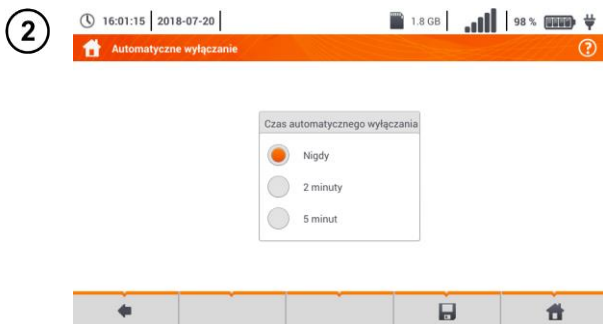 2
16:01:15 2018-07-20 1.8 GB 98 %
Automatyczne wyłączanie ?
Czas automatycznego wyłączania
Nigdy
2 minuty
5 minut